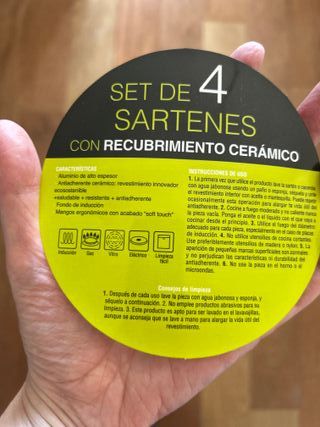 SET DE 4
SARTENES
CON RECUBRIMIENTO CERÁMICO
CARACTERÍSTICAS
Aluminio de alto espesor
Antiadherente cerámico: revestimiento innovador
ecosostenible
+saludable + resistente + antiadherente
Fondo de inducción
Mangos ergonómicos con acabado "soft touch"
Inducción
Gas
Vitro
Eléctrico
Limpieza
fácil
INSTRUCCIONES DE USO
1. La primera vez que utilice el producto lave la sartén o cacerola
con agua jabonosa usando un paño o esponja, séquela y unte
el revestimiento interior con aceite o mantequilla. Puede repetir
ocasionalmente esta operación para alargar la vida útil del
antiadherente. 2. Cocine a fuego moderado y no caliente nunca
la pieza vacía. Ponga el aceite o el líquido con el que vaya a
cocinar desde el principio. 3. Utilice el fuego del diámetro
adecuado para cada pieza, especialmente en el caso de placas
de inducción. 4. No utilice utensilios de cocina cortantes.
Use preferiblemente utensilios de madera o nylon. 5. La
aparición de pequeñas marcas superficiales son normales
y no perjudican las características ni durabilidad del
antiadherente. 6. No use la pieza en el horno o el
microondas.
Consejos de limpieza
1. Después de cada uso lave la pieza con agua jabonosa y esponja, y
séquelo a continuación. 2. No emplee productos abrasivos para su
limpieza. 3. Este producto es apto para ser lavado en el lavavajillas,
aunque se aconseja que se lave a mano para alargar la vida útil del
revestimiento.